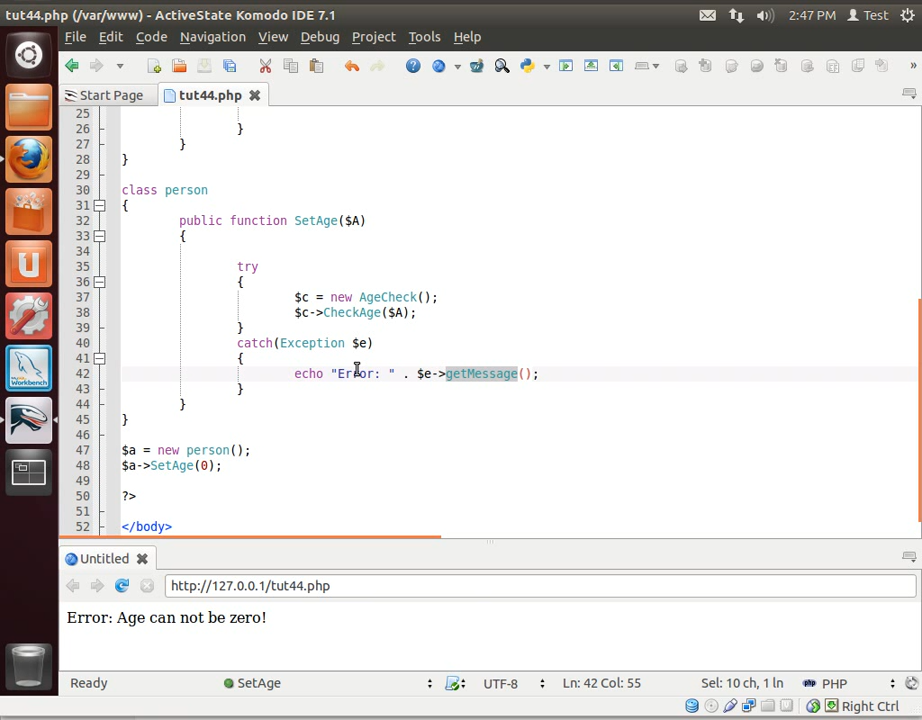 tut44.php (/var/www) - ActiveState Komodo IDE 7.1
2:47 PM Test
File Edit Code Navigation View Debug Project Tools Help
»
Start Page tut44.php
25
26 }
27 }
28 }
29
30 class person
31 {
32 public function SetAge($A)
33 {
34
35 try
36 {
37 $c = new AgeCheck();
38 $c->CheckAge($A);
39 }
40 catch(Exception $e)
41 {
42 echo "Error: " . $e->getMessage();
43 }
44 }
45 }
46
47 $a = new person();
48 $a->SetAge(0);
49
50 ?>
51
52 </body>
Untitled
http://127.0.0.1/tut44.php
Error: Age can not be zero!
Ready SetAge UTF-8 Ln: 42 Col: 55 Sel: 10 ch, 1 ln php PHP
Workbench
Right Ctrl